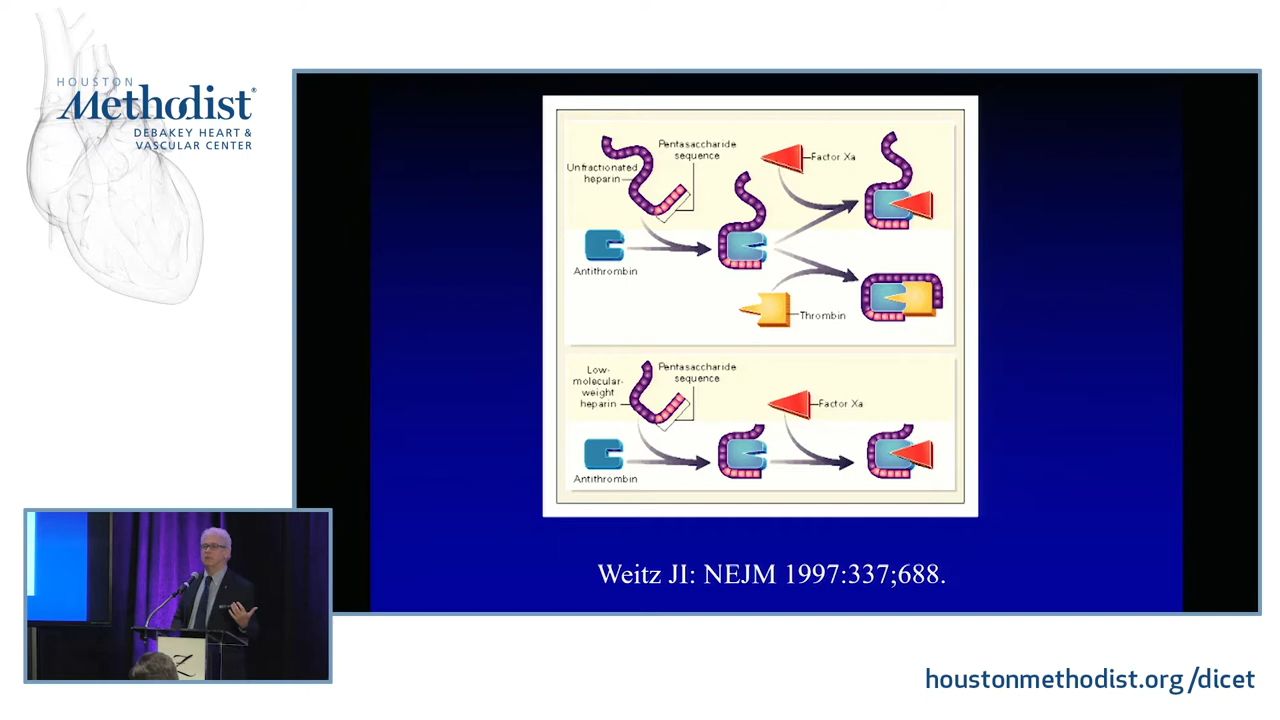 HOUSTON
Methodist®
DEBAKEY HEART &
VASCULAR CENTER
Pentasaccharide
sequence
Unfractionated
heparin
Factor Xa
Antithrombin
Thrombin
Low-
molecular-
weight
heparin
Pentasaccharide
sequence
Factor Xa
Antithrombin
Weitz JI: NEJM 1997:337;688.
Z
houstonmethodist.org/dicet